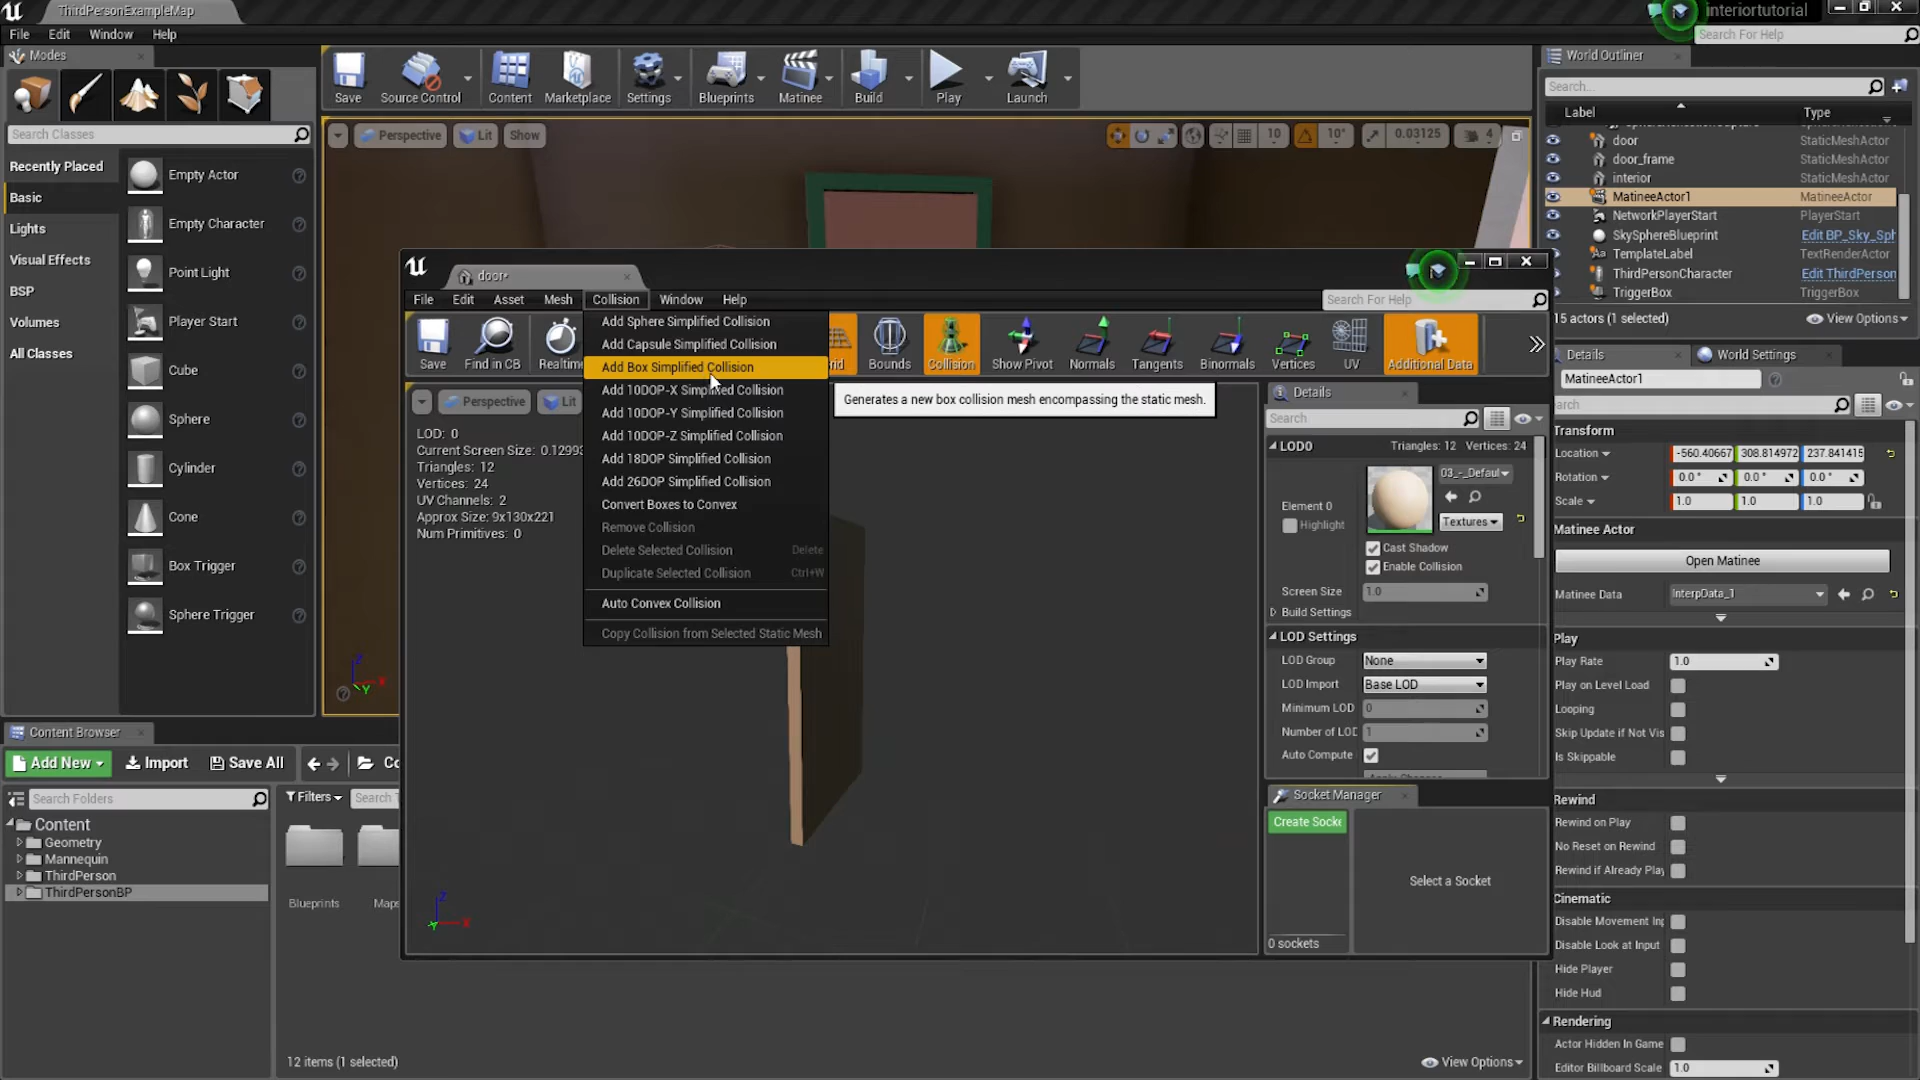 ThirdPersonExampleMap
interiortutorial
File Edit Window Help
Search For Help
Modes
Save
Source Control
Content
Marketplace
Settings
Blueprints
Matinee
Build
Play
Launch
World Outliner
Search...
Label Type
Search Classes
Perspective Lit Show
10 10° 0.03125 4
Recently Placed
Basic
Lights
Visual Effects
BSP
Volumes
All Classes
Empty Actor
Empty Character
Point Light
Player Start
Cube
Sphere
Cylinder
Cone
Box Trigger
Sphere Trigger
door StaticMeshActor
door_frame StaticMeshActor
interior StaticMeshActor
MatineeActor1 MatineeActor
NetworkPlayerStart PlayerStart
SkySphereBlueprint Edit BP_Sky_Sph
TemplateLabel TextRenderActor
ThirdPersonCharacter Edit ThirdPerson
TriggerBox TriggerBox
15 actors (1 selected) View Options
door*
File Edit Asset Mesh Collision Window Help
Search For Help
Save
Find in CB
Realtime
rid
Bounds
Collision
Show Pivot
Normals
Tangents
Binormals
Vertices
UV
Additional Data
Add Sphere Simplified Collision
Add Capsule Simplified Collision
Add Box Simplified Collision
Add 10DOP-X Simplified Collision
Add 10DOP-Y Simplified Collision
Add 10DOP-Z Simplified Collision
Add 18DOP Simplified Collision
Add 26DOP Simplified Collision
Convert Boxes to Convex
Remove Collision
Delete Selected Collision Delete
Duplicate Selected Collision Ctrl+W
Auto Convex Collision
Copy Collision from Selected Static Mesh
Generates a new box collision mesh encompassing the static mesh.
Perspective Lit
LOD: 0
Current Screen Size: 0.12993
Triangles: 12
Vertices: 24
UV Channels: 2
Approx Size: 9x130x221
Num Primitives: 0
Details
Search
LOD0 Triangles: 12 Vertices: 24
03_-_Defaul
Element 0
Highlight
Textures
Cast Shadow
Enable Collision
Screen Size 1.0
Build Settings
LOD Settings
LOD Group None
LOD Import Base LOD
Minimum LOD 0
Number of LOD 1
Auto Compute
Apply Changes
Socket Manager
Create Socke
Select a Socket
0 sockets
Details World Settings
MatineeActor1
arch
Transform
Location -560.40667 308.814972 237.841415
Rotation 0.0° 0.0° 0.0°
Scale 1.0 1.0 1.0
Matinee Actor
Open Matinee
Matinee Data InterpData_1
Play
Play Rate 1.0
Play on Level Load
Looping
Skip Update if Not Vis
Is Skippable
Rewind
Rewind on Play
No Reset on Rewind
Rewind if Already Play
Cinematic
Disable Movement Inp
Disable Look at Input
Hide Player
Hide Hud
Rendering
Actor Hidden In Game
Editor Billboard Scale 1.0
Z
X
Y
Z
X
Y
Content Browser
Add New Import Save All Co
Search Folders
Filters Search
Content
Geometry
Mannequin
ThirdPerson
ThirdPersonBP
Blueprints
Maps
12 items (1 selected) View Options